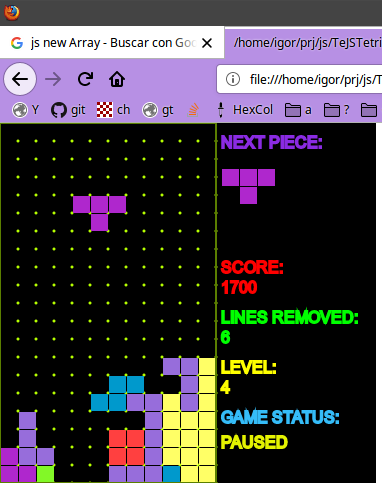 js new Array - Buscar con Goo
/home/igor/prj/js/TeJSTetri
file:///home/igor/prj/js/T
Y git ch gt HexCol a ?
NEXT PIECE:
SCORE:
1700
LINES REMOVED:
6
LEVEL:
4
GAME STATUS:
PAUSED